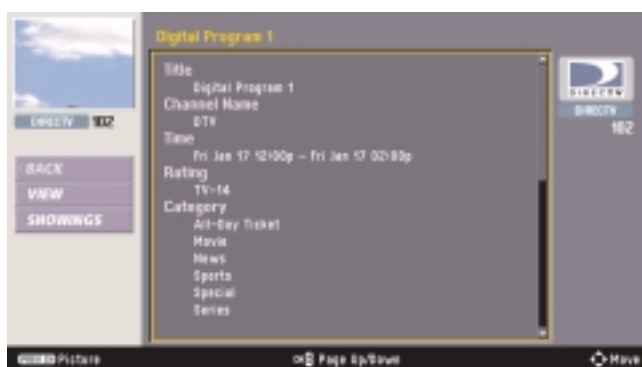 Digital Program 1
Title
Digital Program 1
Channel Name
DTV
Time
Fri Jan 17 12:00p - Fri Jan 17 02:00p
Rating
TV-14
Category
All-Day Ticket
Movie
News
Sports
Special
Series
DIRECTV 102
BACK
VIEW
SHOWINGS
DIRECTV
DIRECTV
102
Picture
CH Page Up/Down
Move